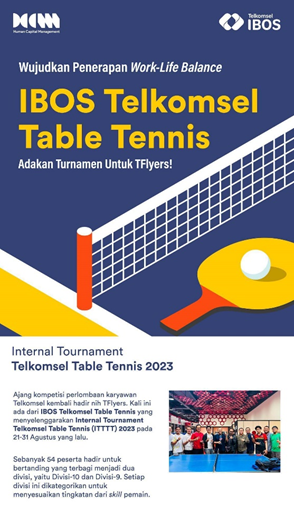 HCM
Human Capital Management
Telkomsel
IBOS
Wujudkan Penerapan Work-Life Balance
IBOS Telkomsel
Table Tennis
Adakan Turnamen Untuk TFlyers!
Internal Tournament
Telkomsel Table Tennis 2023
Ajang kompetisi perlombaan karyawan
Telkomsel kembali hadir nih TFlyers. Kali ini
ada dari IBOS Telkomsel Table Tennis yang
menyelenggarakan Internal Tournament
Telkomsel Table Tennis (ITTTT) 2023 pada
21-31 Agustus yang lalu.
Sebanyak 54 peserta hadir untuk
bertanding yang terbagi menjadi dua
divisi, yaitu Divisi-10 dan Divisi-9. Setiap
divisi ini dikategorikan untuk
menyesuaikan tingkatan dari skill pemain.